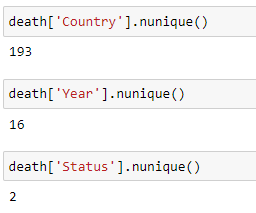 death['Country'].nunique()
193
death['Year'].nunique()
16
death['Status'].nunique()
2